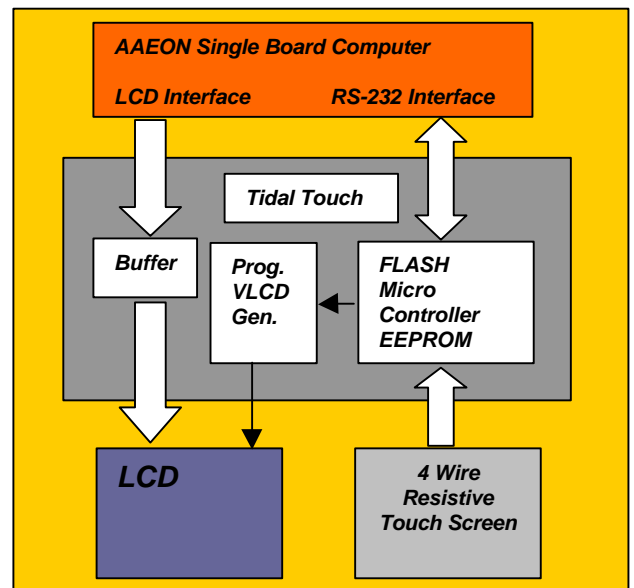 AAEON Single Board Computer
LCD Interface
RS-232 Interface
Tidal Touch
Buffer
Prog.
VLCD
Gen.
FLASH
Micro
Controller
EEPROM
LCD
4 Wire
Resistive
Touch Screen